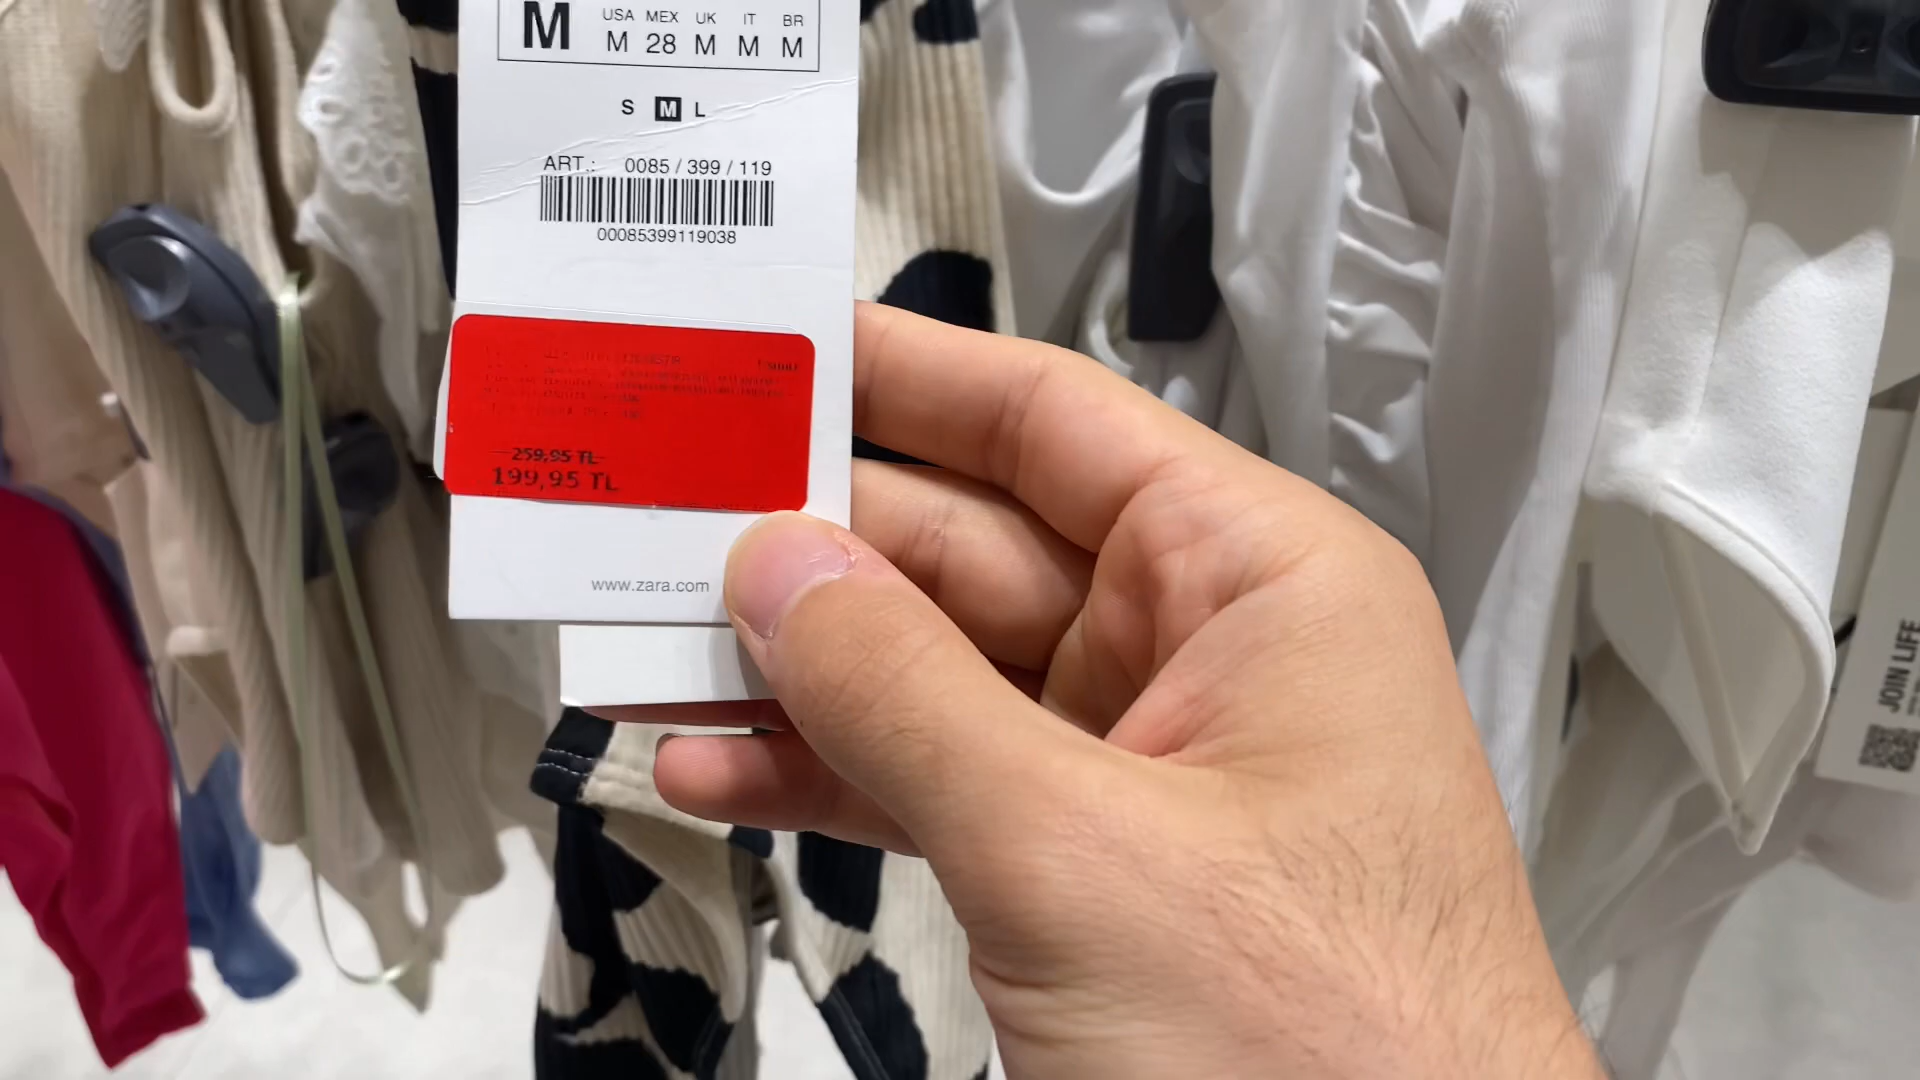 M
USA MEX UK IT BR
M 28 M M M
S M L
ART.: 0085 / 399 / 119
00085399119038
259,95 TL
199,95 TL
www.zara.com
JOIN LIFE